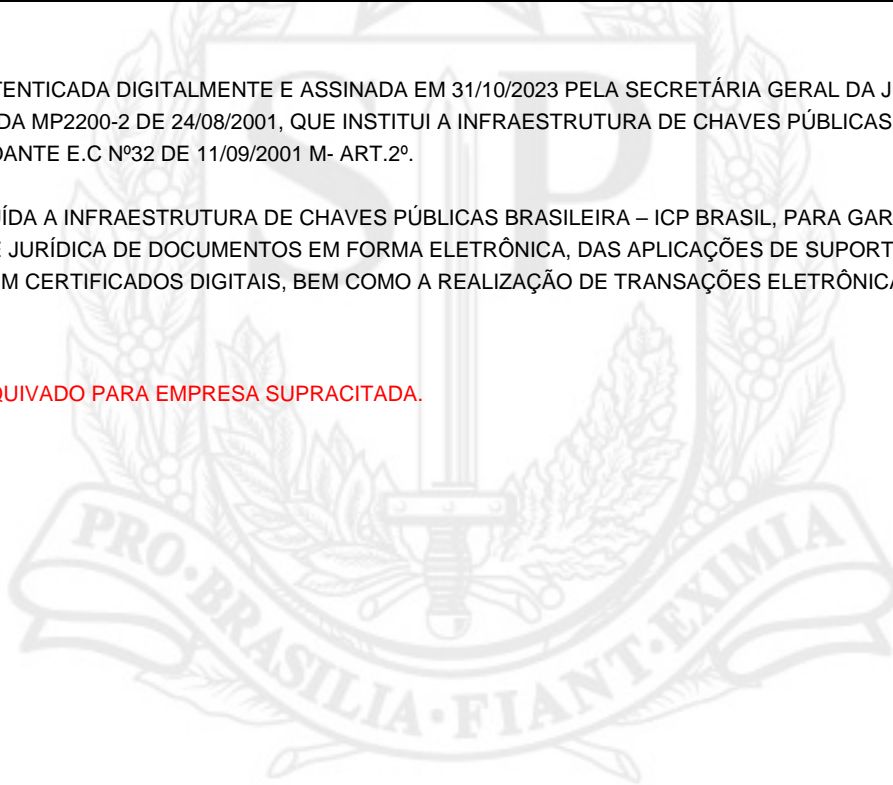 TENTICADA DIGITALMENTE E ASSINADA EM 31/10/2023 PELA SECRETÁRIA GERAL DA J
DA MP2200-2 DE 24/08/2001, QUE INSTITUI A INFRAESTRUTURA DE CHAVES PÚBLICAS
DANTE E.C Nº32 DE 11/09/2001 M- ART.2º.
ÍDA A INFRAESTRUTURA DE CHAVES PÚBLICAS BRASILEIRA – ICP BRASIL, PARA GAR
E JURÍDICA DE DOCUMENTOS EM FORMA ELETRÔNICA, DAS APLICAÇÕES DE SUPORT
M CERTIFICADOS DIGITAIS, BEM COMO A REALIZAÇÃO DE TRANSAÇÕES ELETRÔNICA
QUIVADO PARA EMPRESA SUPRACITADA.
SP
PRO·BRASILIA·FIANT·EXIMIA